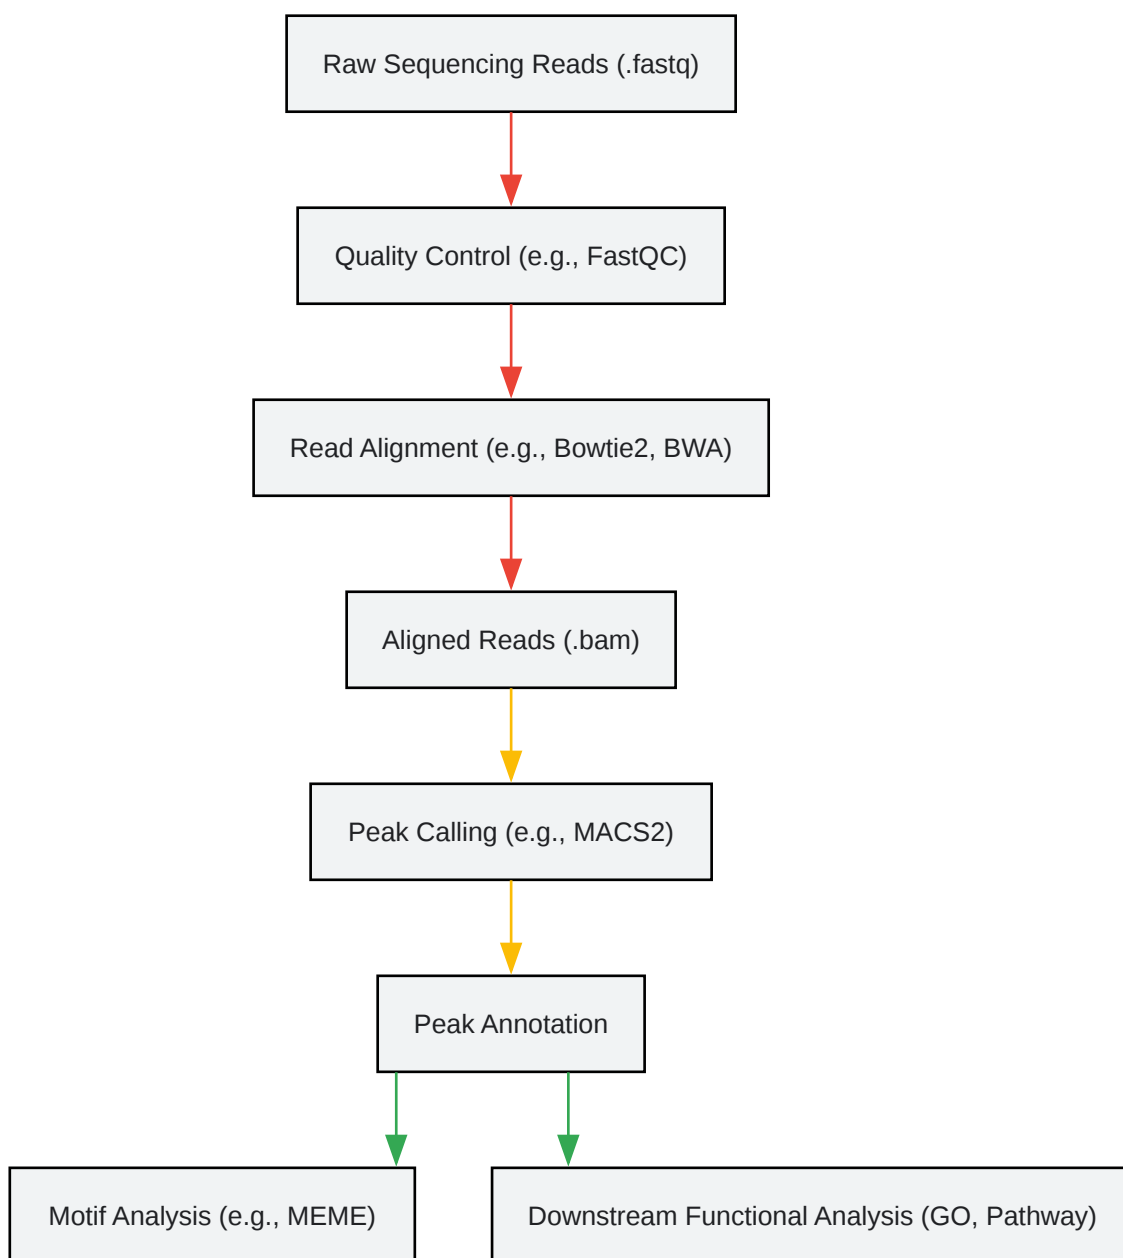 Raw Sequencing Reads (.fastq)
Quality Control (e.g., FastQC)
Read Alignment (e.g., Bowtie2, BWA)
Aligned Reads (.bam)
Peak Calling (e.g., MACS2)
Peak Annotation
Motif Analysis (e.g., MEME)
Downstream Functional Analysis (GO, Pathway)